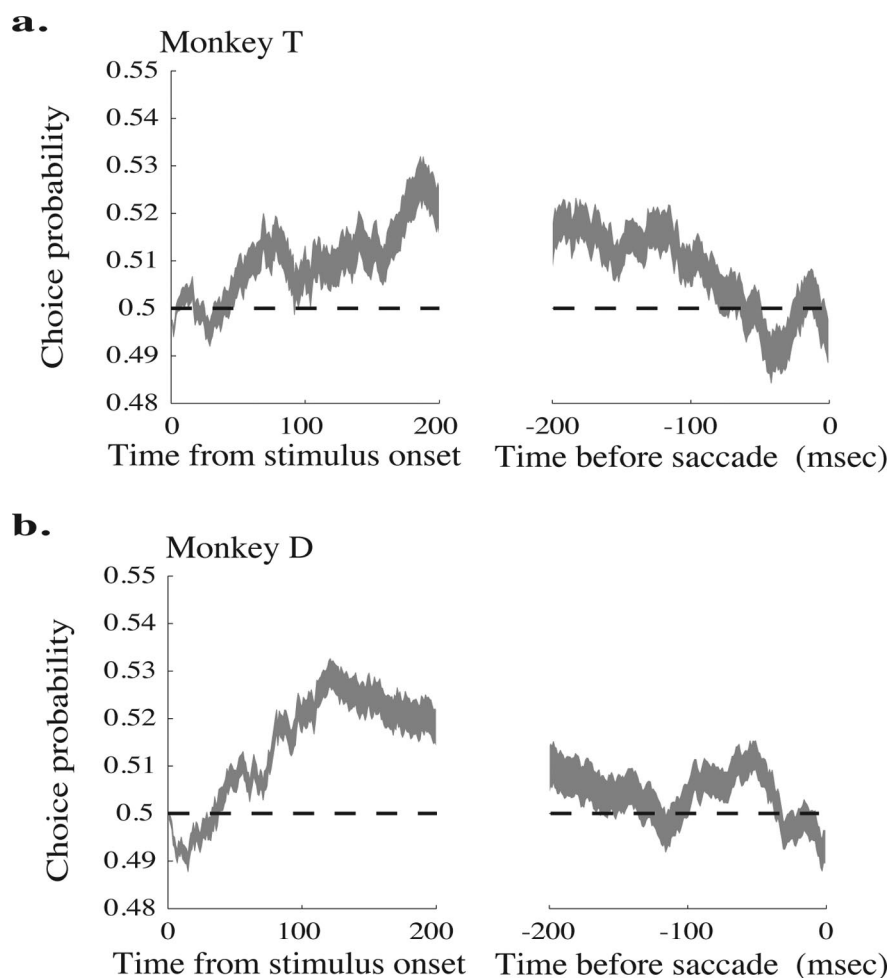 a.
Monkey T
Choice probability
0.55
0.54
0.53
0.52
0.51
0.5
0.49
0.48
0 100 200 -200 -100 0
Time from stimulus onset Time before saccade (msec)
b.
Monkey D
Choice probability
0.55
0.54
0.53
0.52
0.51
0.5
0.49
0.48
0 100 200 -200 -100 0
Time from stimulus onset Time before saccade (msec)